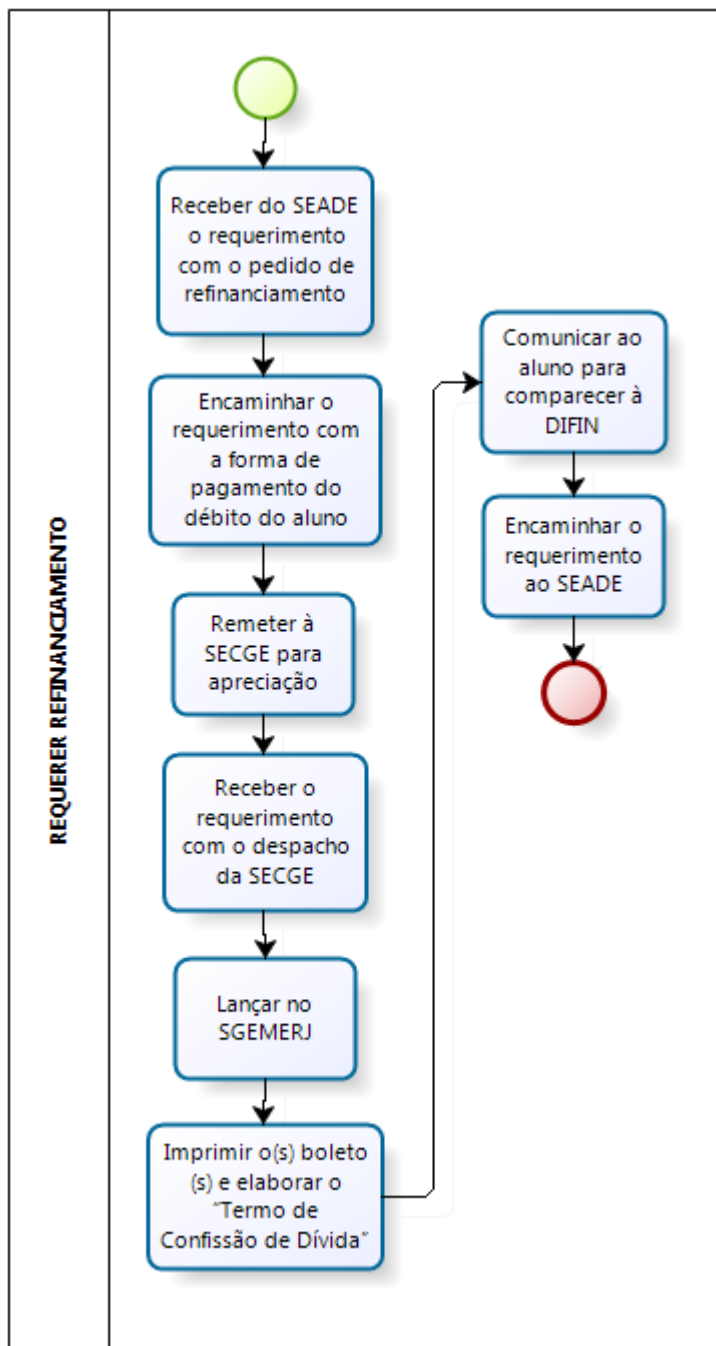 REQUERER REFINANCIAMENTO
Receber do SEADE
o requerimento
com o pedido de
refinanciamento
Encaminhar o
requerimento com
a forma de
pagamento do
débito do aluno
Remeter à
SECGE para
apreciação
Receber o
requerimento
com o despacho
da SECGE
Lançar no
SGEMERJ
Imprimir o(s) boleto
(s) e elaborar o
“Termo de
Confissão de Dívida”
Comunicar ao
aluno para
comparecer à
DIFIN
Encaminhar o
requerimento
ao SEADE